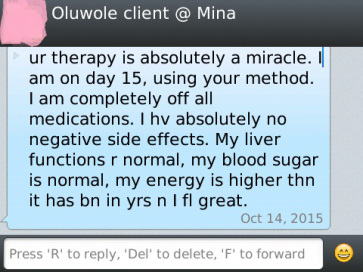 Oluwole client @ Mina
ur therapy is absolutely a miracle. I
am on day 15, using your method.
I am completely off all
medications. I hv absolutely no
negative side effects. My liver
functions r normal, my blood sugar
is normal, my energy is higher thn
it has bn in yrs n I fl great.
Oct 14, 2015
Press 'R' to reply, 'Del' to delete, 'F' to forward